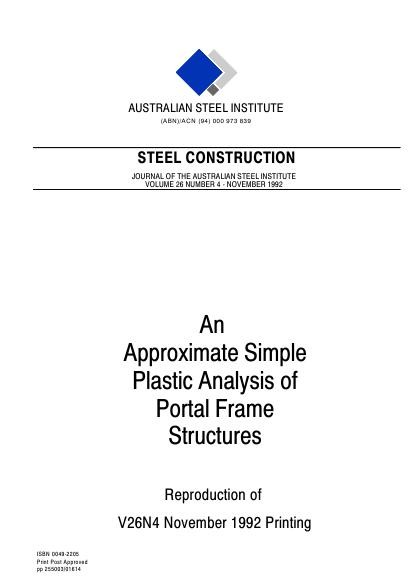 AUSTRALIAN STEEL INSTITUTE
(ABN)/ACN (94) 000 973 839
STEEL CONSTRUCTION
JOURNAL OF THE AUSTRALIAN STEEL INSTITUTE
VOLUME 26 NUMBER 4 - NOVEMBER 1992
An
Approximate Simple
Plastic Analysis of
Portal Frame
Structures
Reproduction of
V26N4 November 1992 Printing
ISBN 0049-2205
Print Post Approved
pp 255003/01614